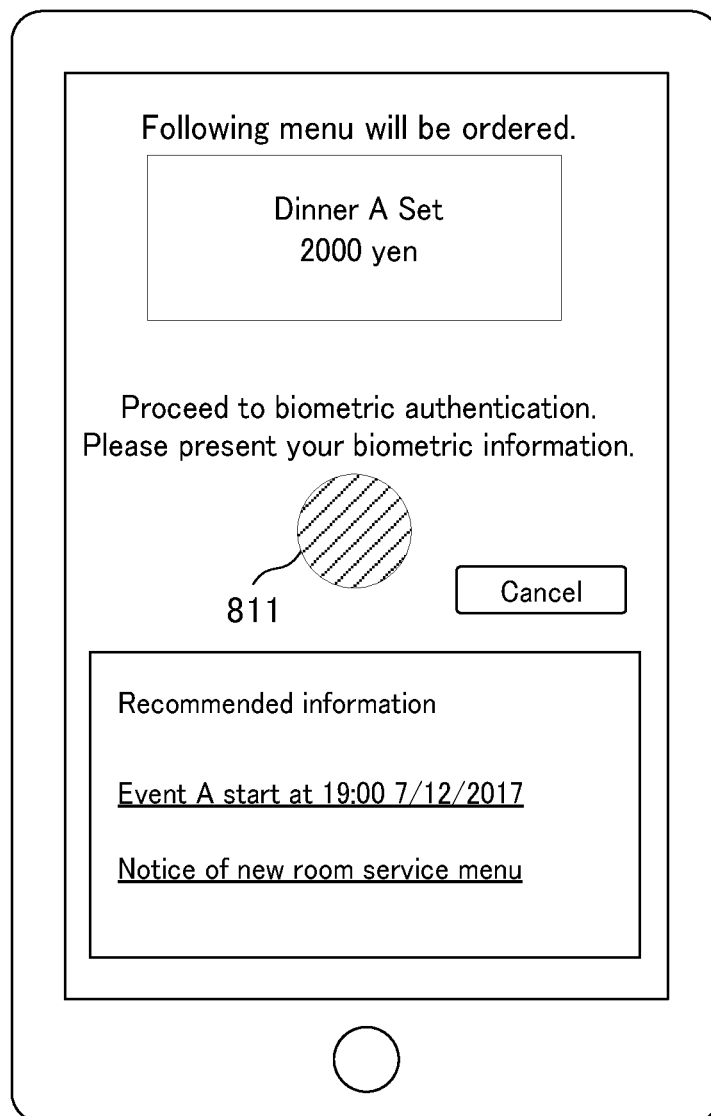 Following menu will be ordered.
Dinner A Set
2000 yen
Proceed to biometric authentication.
Please present your biometric information.
811
Cancel
Recommended information
Event A start at 19:00 7/12/2017
Notice of new room service menu